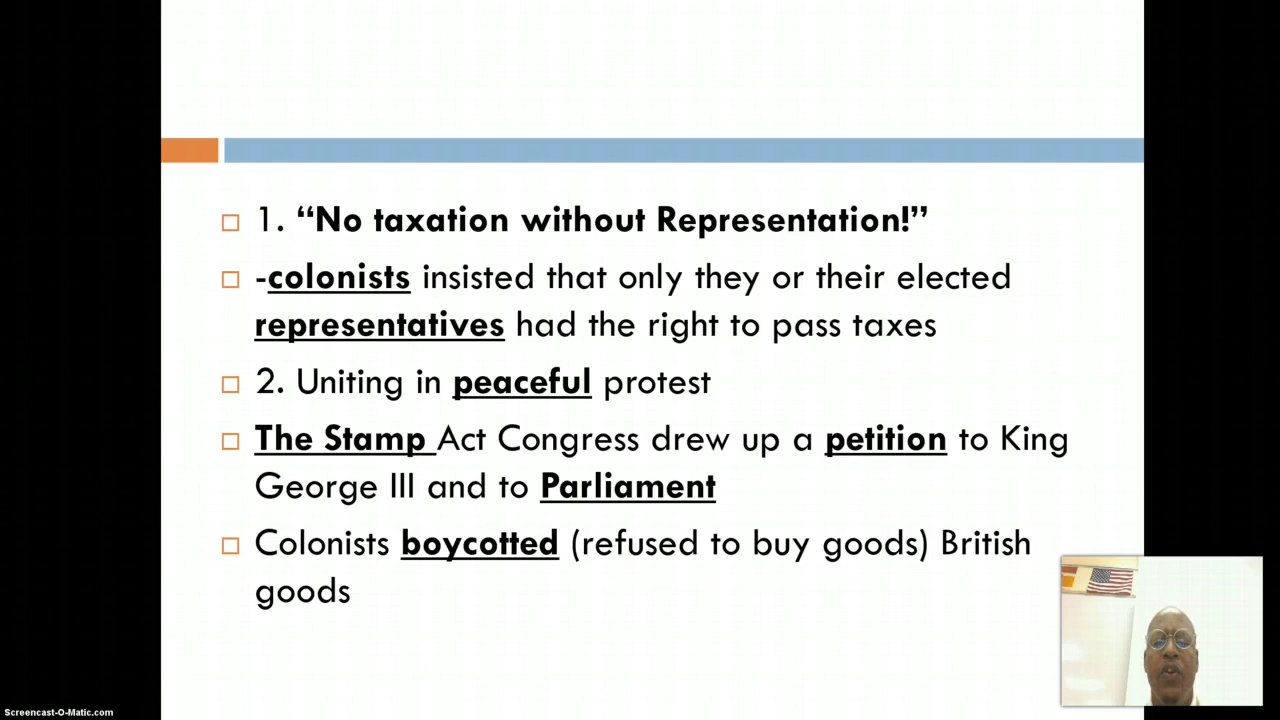 1. “No taxation without Representation!”
-colonists insisted that only they or their elected
representatives had the right to pass taxes
2. Uniting in peaceful protest
The Stamp Act Congress drew up a petition to King
George III and to Parliament
Colonists boycotted (refused to buy goods) British
goods
Screencast-O-Matic.com